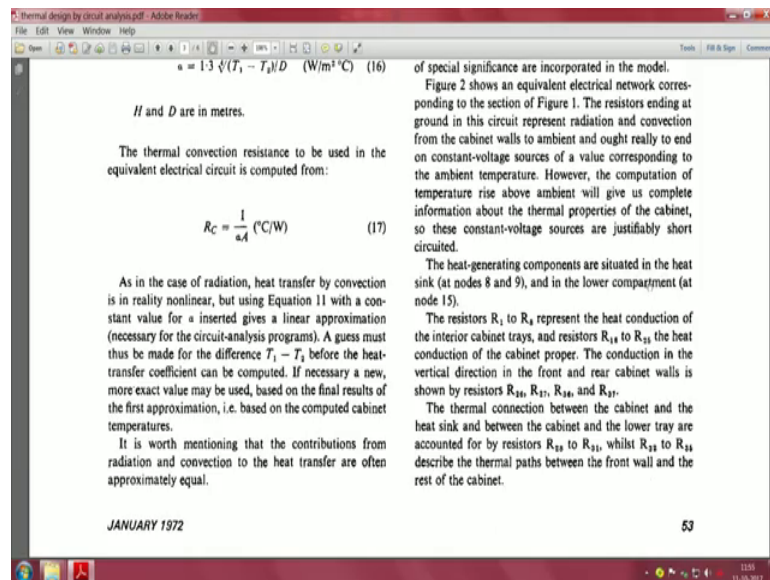 thermal design by circuit analysis.pdf - Adobe Reader
File Edit View Window Help
Open
Tools Fill & Sign Commen
a = 1·3 ∜(T₁ − T₂)/D (W/m² °C) (16)
H and D are in metres.
The thermal convection resistance to be used in the
equivalent electrical circuit is computed from:
R_C = 1/aA (°C/W) (17)
As in the case of radiation, heat transfer by convection
is in reality nonlinear, but using Equation 11 with a con-
stant value for a inserted gives a linear approximation
(necessary for the circuit-analysis programs). A guess must
thus be made for the difference T₁ − T₂ before the heat-
transfer coefficient can be computed. If necessary a new,
more exact value may be used, based on the final results of
the first approximation, i.e. based on the computed cabinet
temperatures.
It is worth mentioning that the contributions from
radiation and convection to the heat transfer are often
approximately equal.
of special significance are incorporated in the model.
Figure 2 shows an equivalent electrical network corres-
ponding to the section of Figure 1. The resistors ending at
ground in this circuit represent radiation and convection
from the cabinet walls to ambient and ought really to end
on constant-voltage sources of a value corresponding to
the ambient temperature. However, the computation of
temperature rise above ambient will give us complete
information about the thermal properties of the cabinet,
so these constant-voltage sources are justifiably short
circuited.
The heat-generating components are situated in the heat
sink (at nodes 8 and 9), and in the lower compartment (at
node 15).
The resistors R₁ to R₈ represent the heat conduction of
the interior cabinet trays, and resistors to the heat
conduction of the cabinet proper. The conduction in the
vertical direction in the front and rear cabinet walls is
shown by resistors and
The thermal connection between the cabinet and the
heat sink and between the cabinet and the lower tray are
accounted for by resistors to whilst to
describe the thermal paths between the front wall and the
rest of the cabinet.
JANUARY 1972
53
11:55
11-10-2017